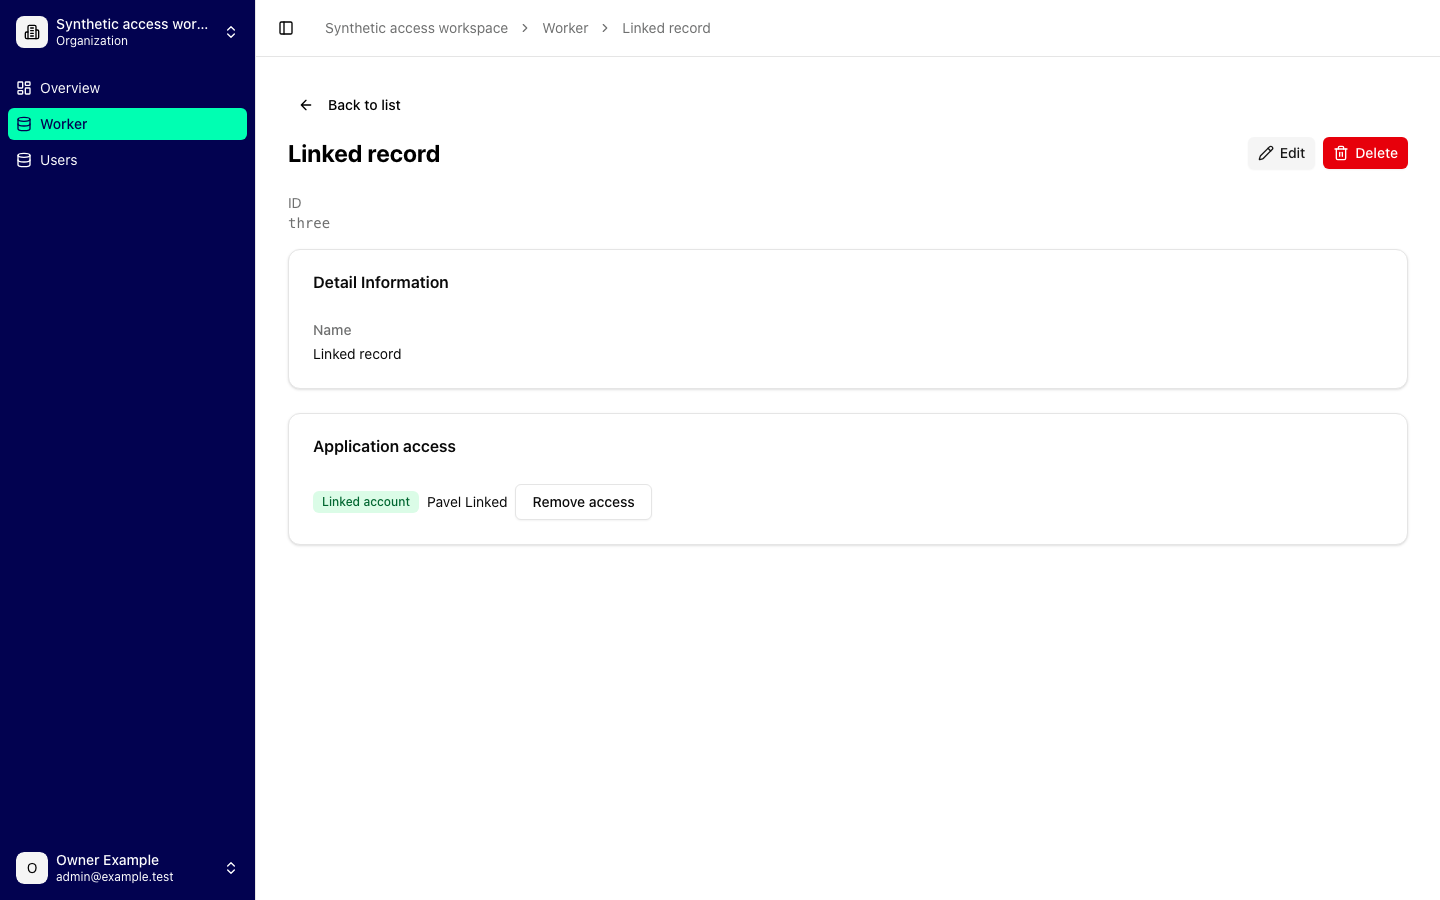 Synthetic access wor...
Organization
Overview
Worker
Users
Owner Example
O
admin@example.test
Synthetic access workspace
Worker
Linked record
Back to list
Linked record
Edit
Delete
ID
three
Detail Information
Name
Linked record
Application access
Linked account
Pavel Linked
Remove access